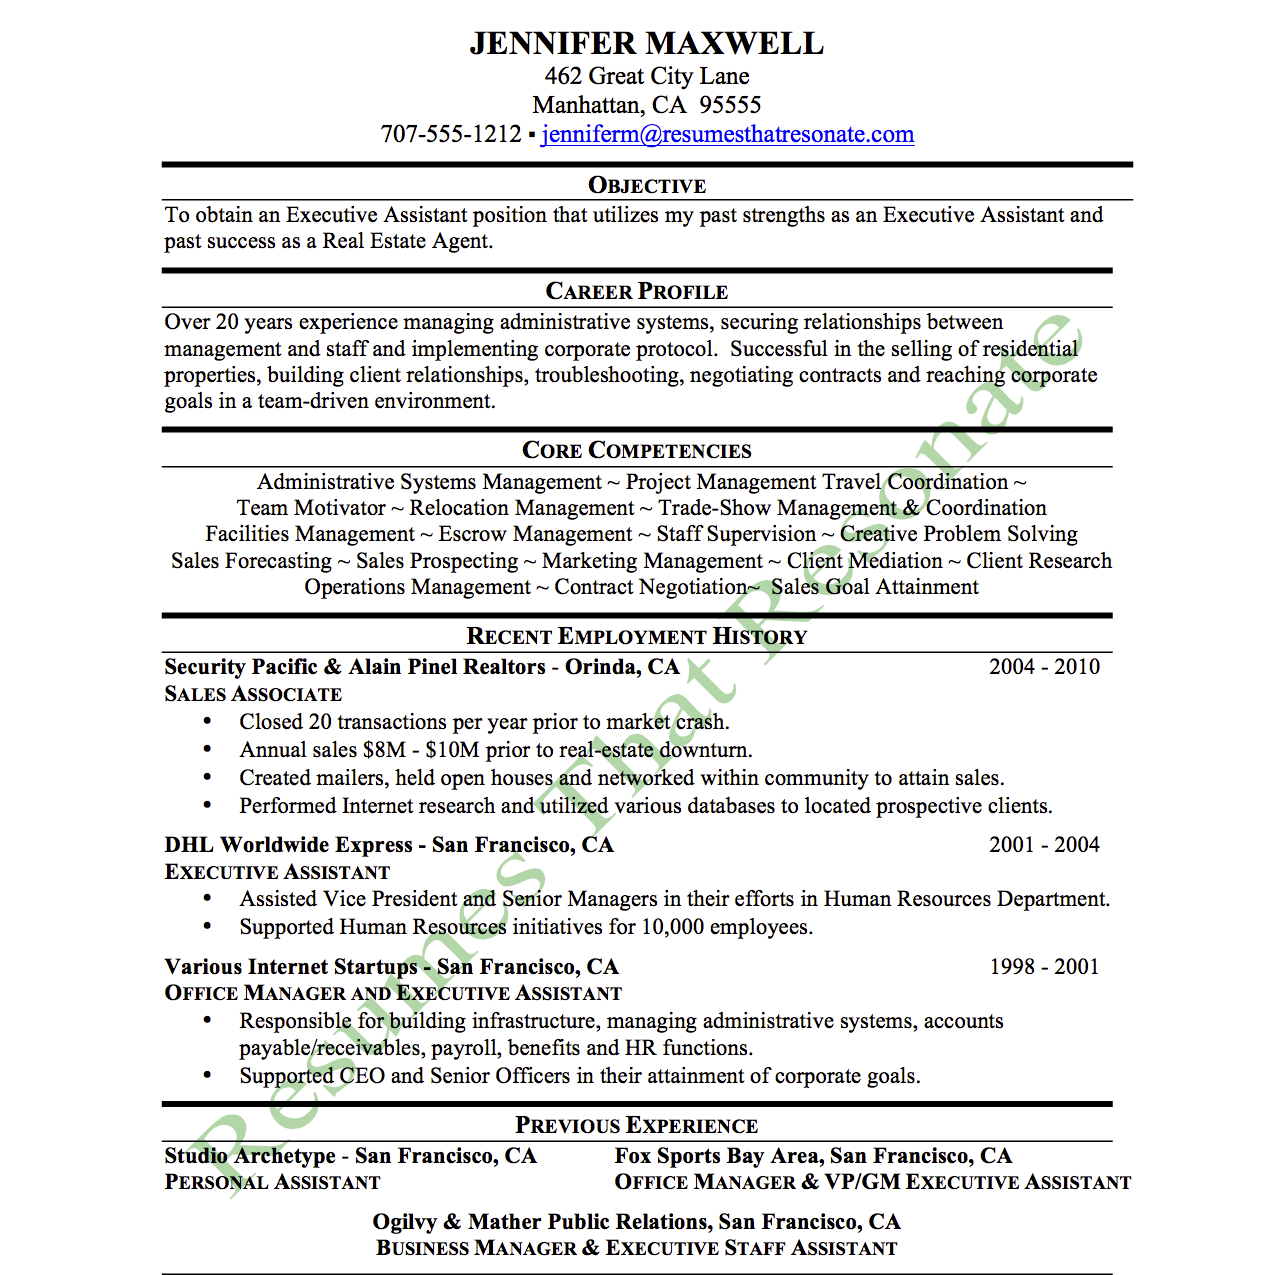 JENNIFER MAXWELL
462 Great City Lane
Manhattan, CA  95555
707-555-1212 ▪ jenniferm@resumesthatresonate.com
OBJECTIVE
To obtain an Executive Assistant position that utilizes my past strengths as an Executive Assistant and
past success as a Real Estate Agent.
CAREER PROFILE
Over 20 years experience managing administrative systems, securing relationships between
management and staff and implementing corporate protocol.  Successful in the selling of residential
properties, building client relationships, troubleshooting, negotiating contracts and reaching corporate
goals in a team-driven environment.
CORE COMPETENCIES
Administrative Systems Management ~ Project Management Travel Coordination ~
Team Motivator ~ Relocation Management ~ Trade-Show Management & Coordination
Facilities Management ~ Escrow Management ~ Staff Supervision ~ Creative Problem Solving
Sales Forecasting ~ Sales Prospecting ~ Marketing Management ~ Client Mediation ~ Client Research
Operations Management ~ Contract Negotiation~  Sales Goal Attainment
RECENT EMPLOYMENT HISTORY
Security Pacific & Alain Pinel Realtors - Orinda, CA 2004 - 2010
SALES ASSOCIATE
• Closed 20 transactions per year prior to market crash.
• Annual sales $8M - $10M prior to real-estate downturn.
• Created mailers, held open houses and networked within community to attain sales.
• Performed Internet research and utilized various databases to located prospective clients.
DHL Worldwide Express - San Francisco, CA 2001 - 2004
EXECUTIVE ASSISTANT
• Assisted Vice President and Senior Managers in their efforts in Human Resources Department.
• Supported Human Resources initiatives for 10,000 employees.
Various Internet Startups - San Francisco, CA 1998 - 2001
OFFICE MANAGER AND EXECUTIVE ASSISTANT
• Responsible for building infrastructure, managing administrative systems, accounts
payable/receivables, payroll, benefits and HR functions.
• Supported CEO and Senior Officers in their attainment of corporate goals.
PREVIOUS EXPERIENCE
Studio Archetype - San Francisco, CA Fox Sports Bay Area, San Francisco, CA
PERSONAL ASSISTANT OFFICE MANAGER & VP/GM EXECUTIVE ASSISTANT
Ogilvy & Mather Public Relations, San Francisco, CA
BUSINESS MANAGER & EXECUTIVE STAFF ASSISTANT
Resumes That Resonate